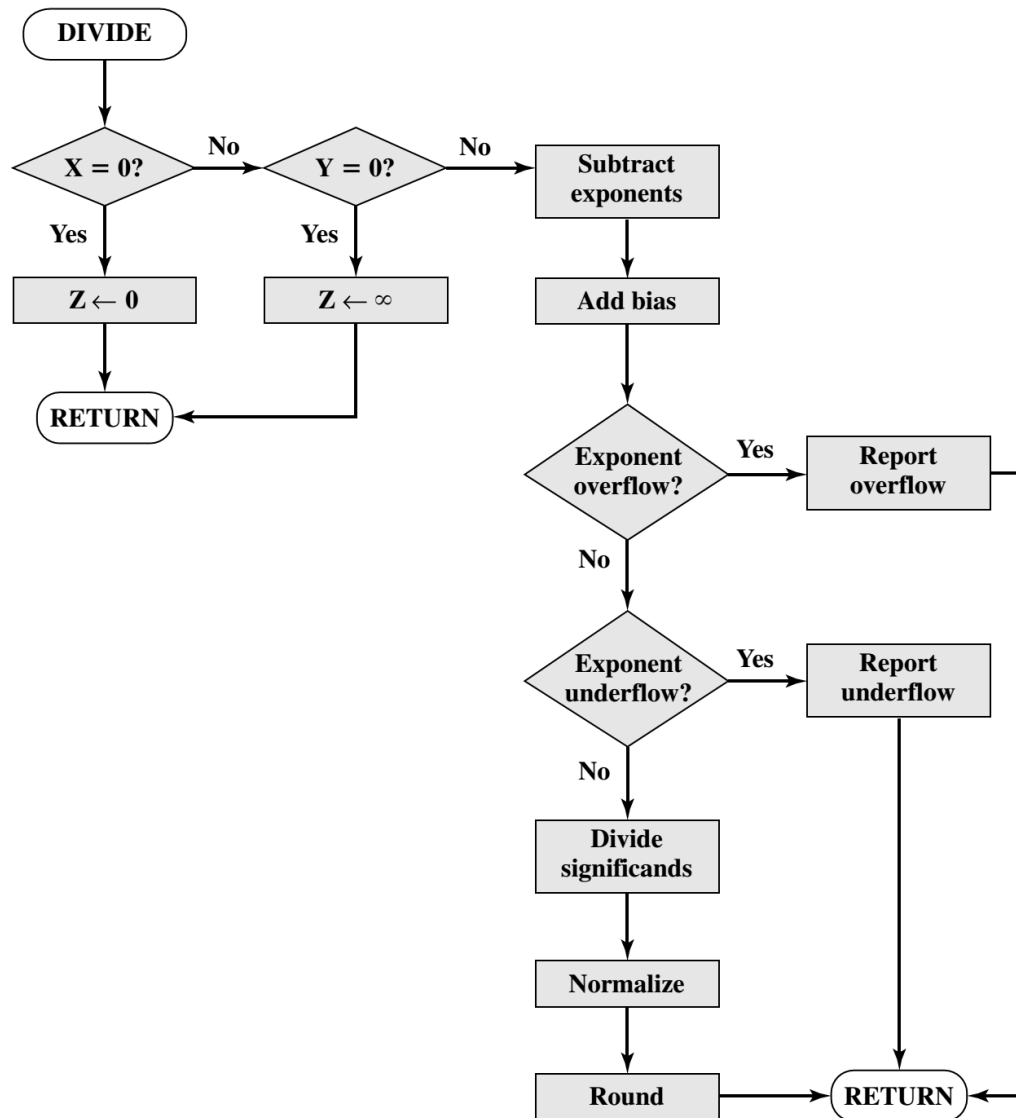 DIVIDE
X = 0?
No
Y = 0?
No
Subtract
exponents
Yes
Yes
Z ← 0
Z ← ∞
Add bias
RETURN
Exponent
overflow?
Yes
Report
overflow
No
Exponent
underflow?
Yes
Report
underflow
No
Divide
significands
Normalize
Round
RETURN